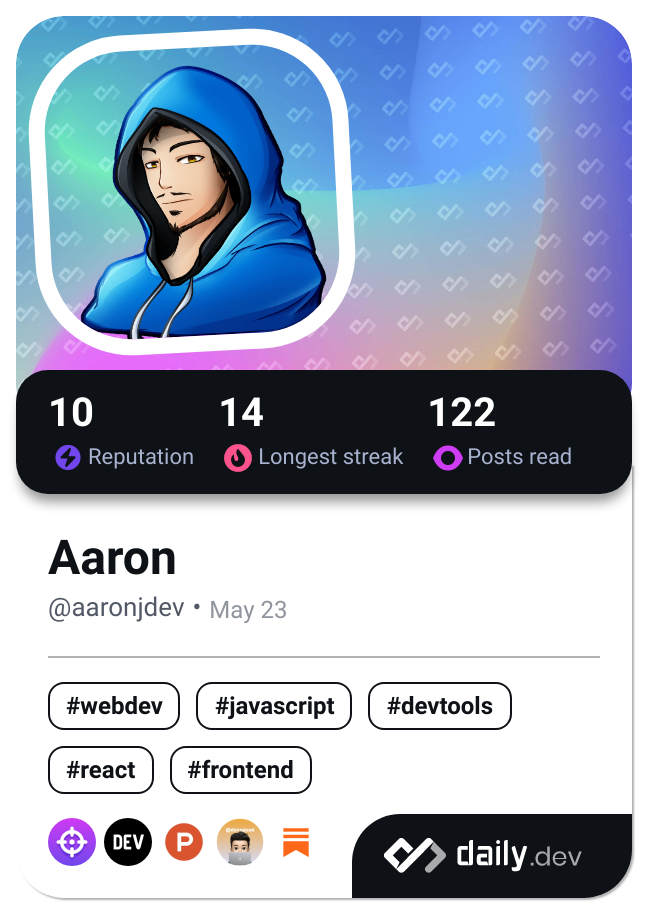 10 14 122
Reputation Longest streak Posts read
Aaron
@aaronjdev • May 23
#webdev #javascript #devtools
#react #frontend
DEV P
daily.dev